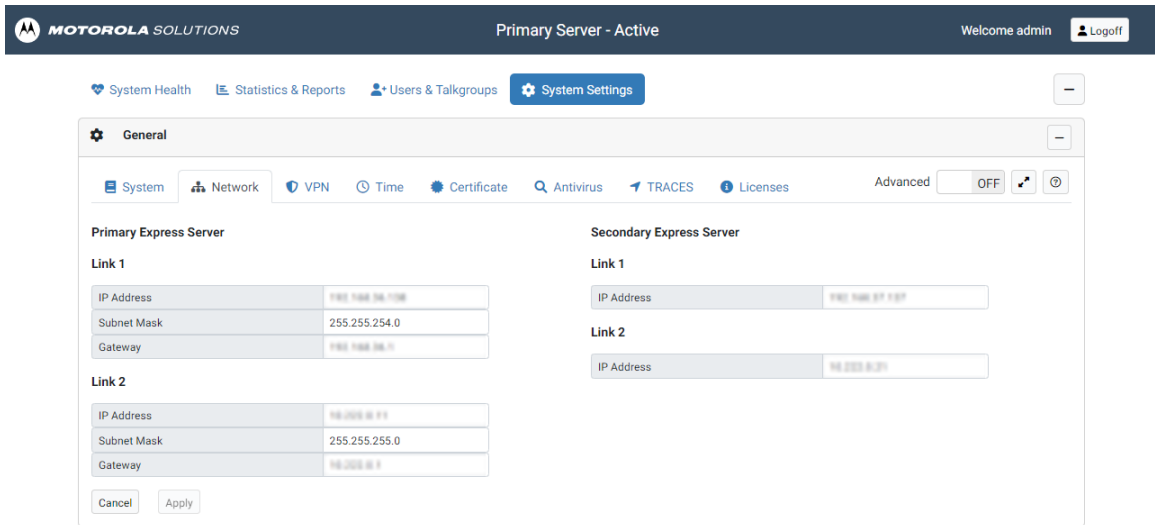 MOTOROLA SOLUTIONS
Primary Server - Active
Welcome admin
Logoff
System Health
Statistics & Reports
Users & Talkgroups
System Settings
General
System
Network
VPN
Time
Certificate
Antivirus
TRACES
Licenses
Advanced
OFF
Primary Express Server
Link 1
IP Address
Subnet Mask 255.255.254.0
Gateway
Link 2
IP Address
Subnet Mask 255.255.255.0
Gateway
Cancel
Apply
Secondary Express Server
Link 1
IP Address
Link 2
IP Address